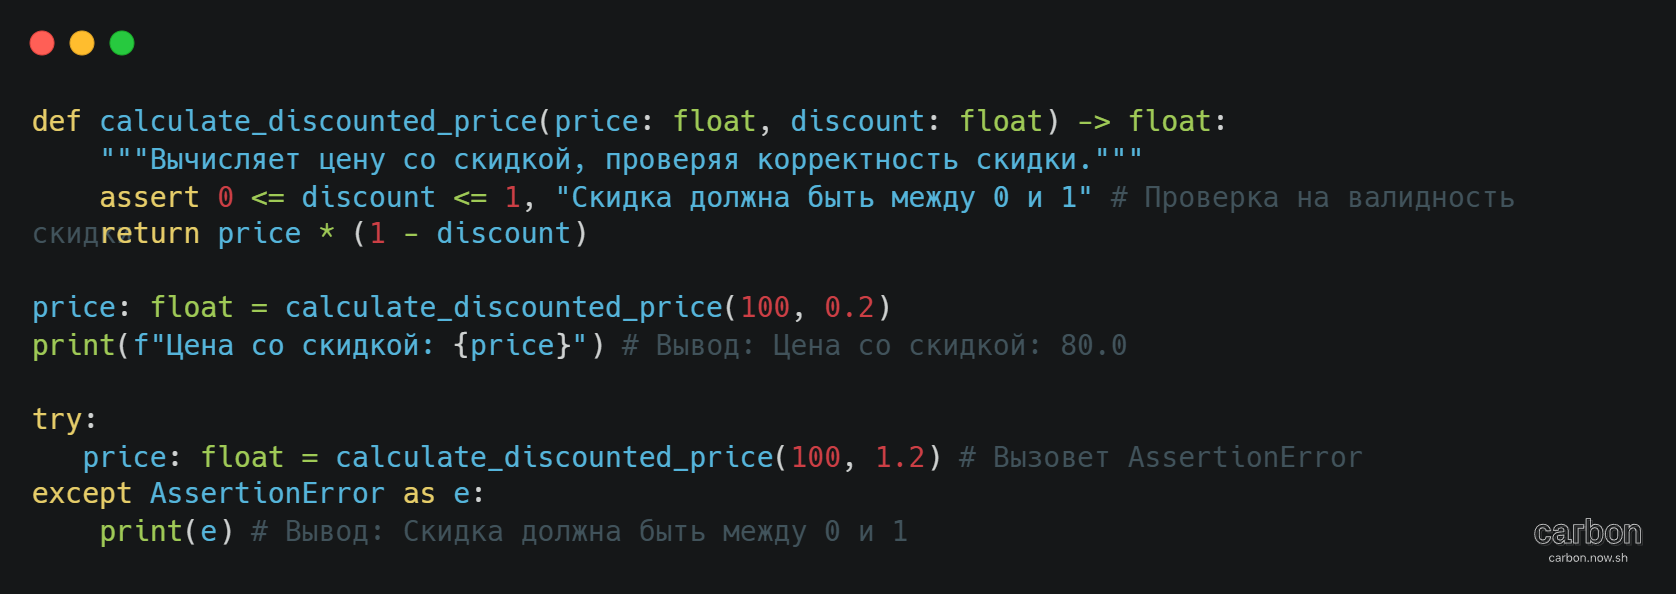 def calculate_discounted_price(price: float, discount: float) -> float:
    """Вычисляет цену со скидкой, проверяя корректность скидки."""
    assert 0 <= discount <= 1, "Скидка должна быть между 0 и 1" # Проверка на валидность
скидки
    return price * (1 - discount)

price: float = calculate_discounted_price(100, 0.2)
print(f"Цена со скидкой: {price}") # Вывод: Цена со скидкой: 80.0

try:
   price: float = calculate_discounted_price(100, 1.2) # Вызовет AssertionError
except AssertionError as e:
    print(e) # Вывод: Скидка должна быть между 0 и 1
carbon
carbon.now.sh